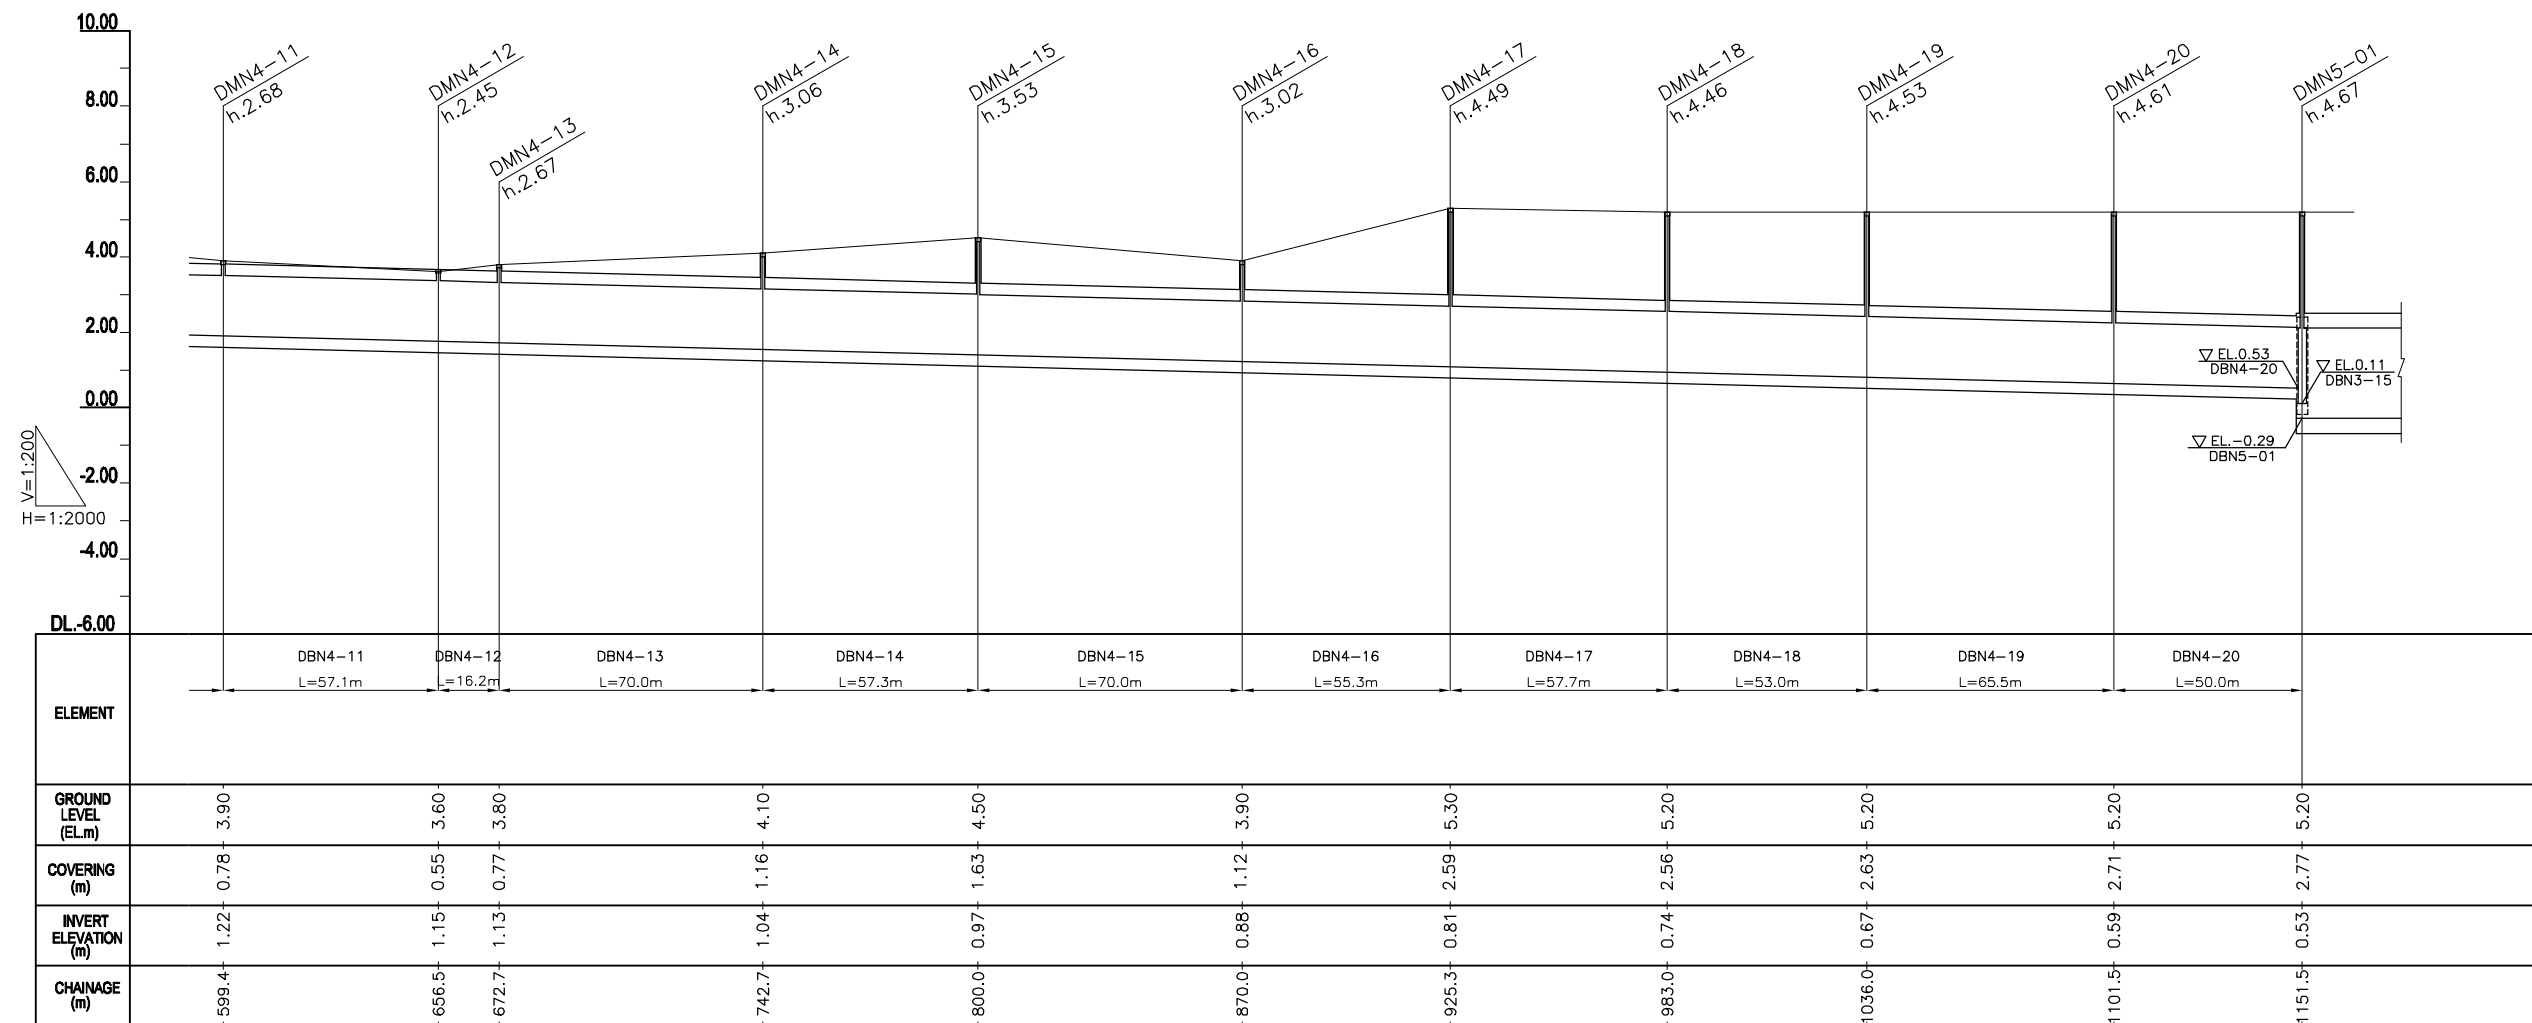 10.00
8.00
6.00
4.00
2.00
0.00
-2.00
-4.00
DL.-6.00
V=1:200
H=1:2000
DMN4-11
h.2.68
DMN4-12
h.2.45
DMN4-13
h.2.67
DMN4-14
h.3.06
DMN4-15
h.3.53
DMN4-16
h.3.02
DMN4-17
h.4.49
DMN4-18
h.4.46
DMN4-19
h.4.53
DMN4-20
h.4.61
DMN5-01
h.4.67
EL.0.53
DBN4-20
EL.0.11
DBN3-15
EL.-0.29
DBN5-01
ELEMENT
DBN4-11
L=57.1m
DBN4-12
L=16.2m
DBN4-13
L=70.0m
DBN4-14
L=57.3m
DBN4-15
L=70.0m
DBN4-16
L=55.3m
DBN4-17
L=57.7m
DBN4-18
L=53.0m
DBN4-19
L=65.5m
DBN4-20
L=50.0m
GROUND
LEVEL
(EL.m)
3.90
3.60
3.80
4.10
4.50
3.90
5.30
5.20
5.20
5.20
5.20
COVERING
(m)
0.78
0.55
0.77
1.16
1.63
1.12
2.59
2.56
2.63
2.71
2.77
INVERT
ELEVATION
(m)
1.22
1.15
1.13
1.04
0.97
0.88
0.81
0.74
0.67
0.59
0.53
CHAINAGE
(m)
599.4
656.5
672.7
742.7
800.0
870.0
925.3
983.0
1036.0
1101.5
1151.5